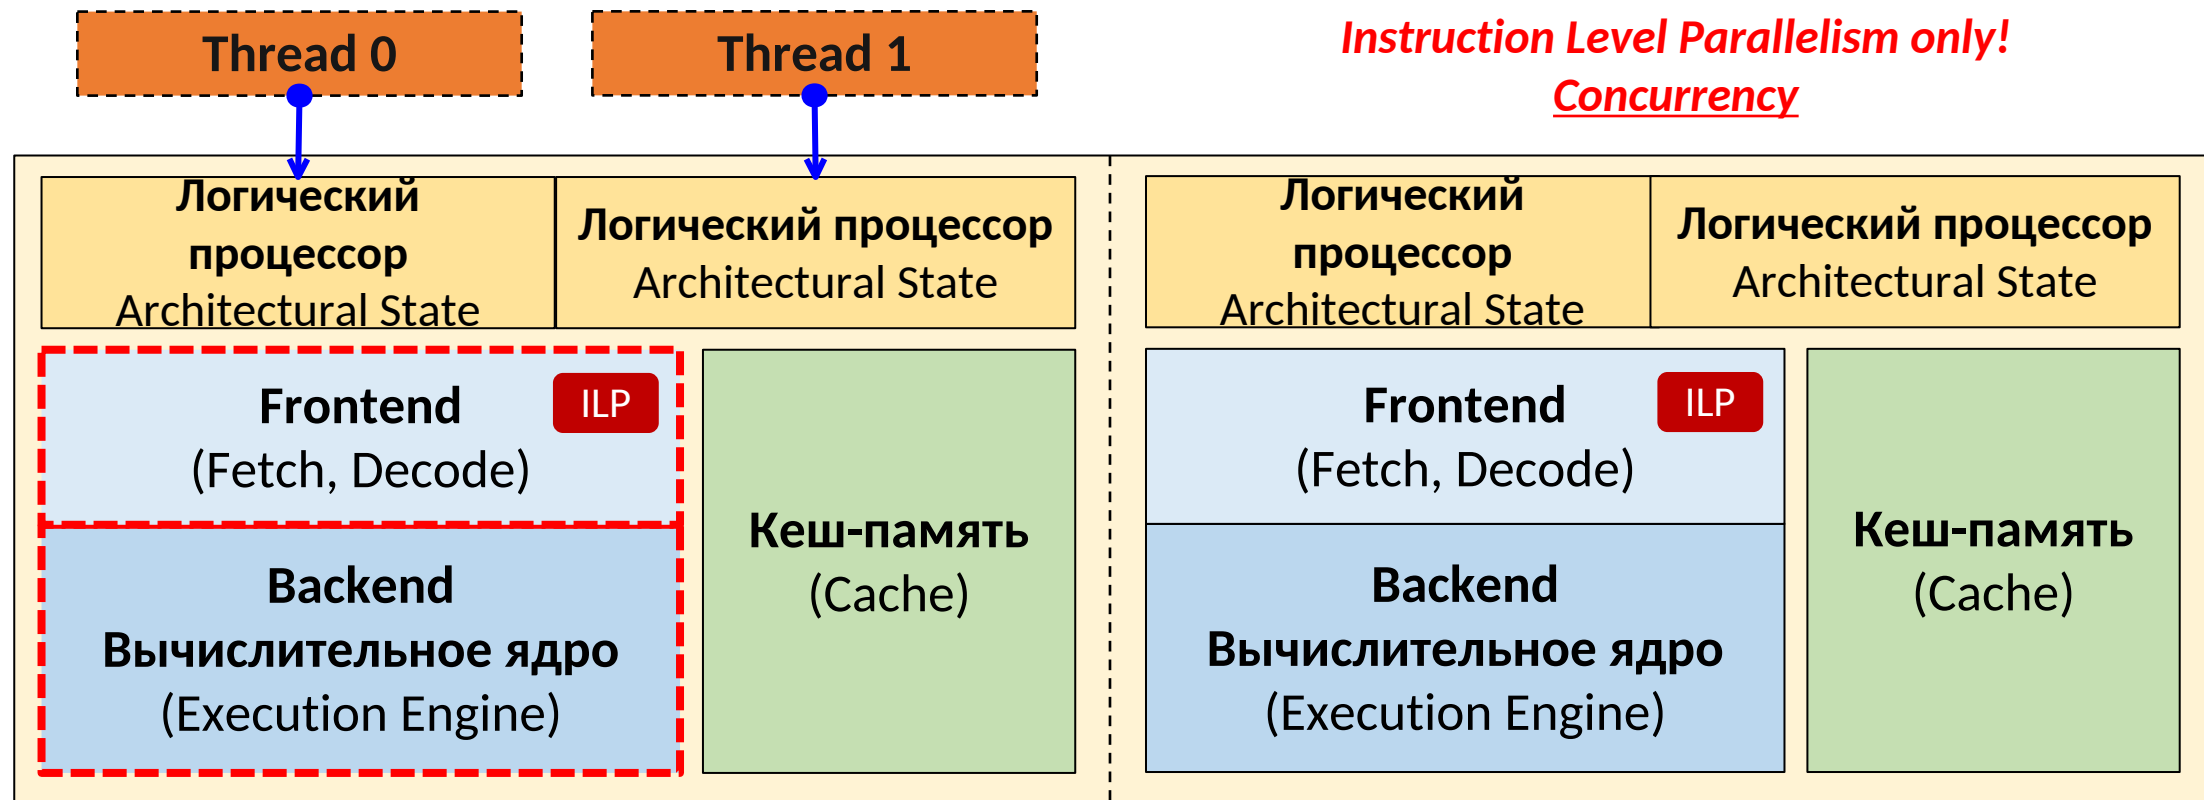 Thread 0
Thread 1
Instruction Level Parallelism only!
Concurrency
Логический
процессор
Architectural State
Логический процессор
Architectural State
Логический
процессор
Architectural State
Логический процессор
Architectural State
Frontend
(Fetch, Decode)
ILP
Backend
Вычислительное ядро
(Execution Engine)
Кеш-память
(Cache)
Frontend
(Fetch, Decode)
ILP
Backend
Вычислительное ядро
(Execution Engine)
Кеш-память
(Cache)